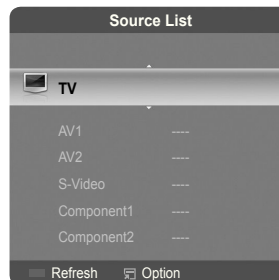 Source List
TV
AV1 ----
AV2 ----
S-Video ----
Component1 ----
Component2 ----
Refresh Option